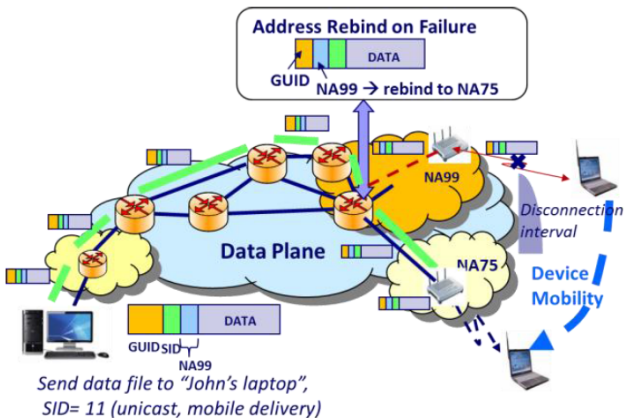 Address Rebind on Failure
DATA
GUID
NA99 → rebind to NA75
NA99
Disconnection
interval
Data Plane
NA75
Device
Mobility
DATA
GUID SID
NA99
Send data file to “John’s laptop”,
SID= 11 (unicast, mobile delivery)